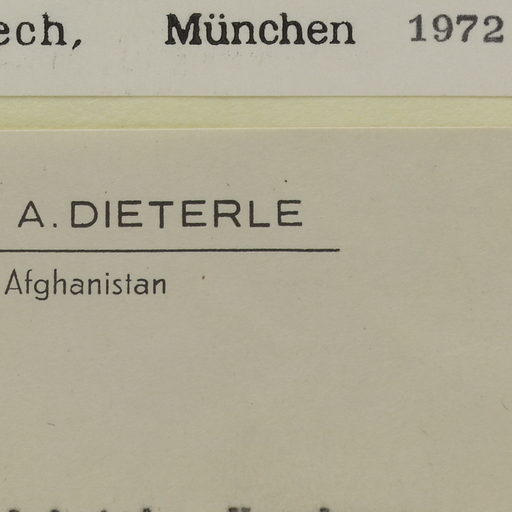 ech, München 1972
A. DIETERLE
Afghanistan